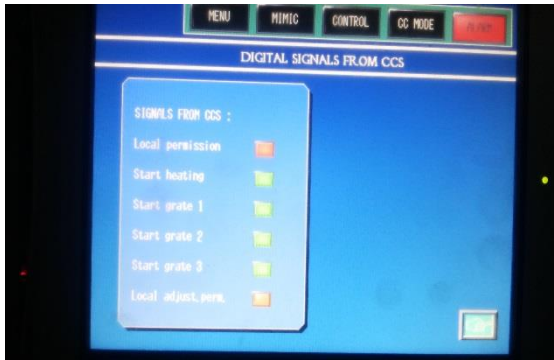 MENU MIMIC CONTROL CC MODE ALARM
DIGITAL SIGNALS FROM CCS
SIGNALS FROM CCS :
Local permission
Start heating
Start grate 1
Start grate 2
Start grate 3
Local adjust.perm.